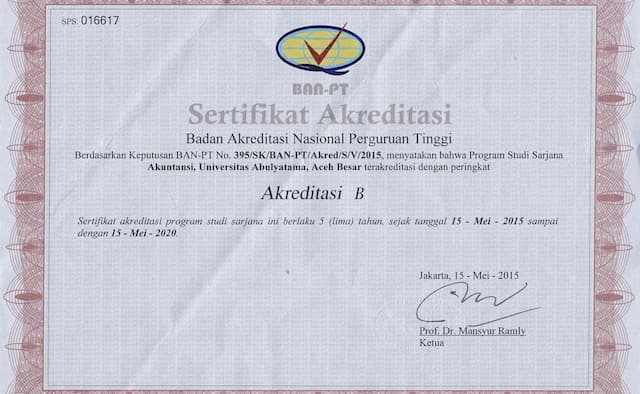 SPS: 016617
BAN-PT
Sertifikat Akreditasi
Badan Akreditasi Nasional Perguruan Tinggi
Berdasarkan Keputusan BAN-PT No. 395/SK/BAN-PT/Akred/S/V/2015, menyatakan bahwa Program Studi Sarjana
Akuntansi, Universitas Abulyatama, Aceh Besar terakreditasi dengan peringkat
Akreditasi B
Sertifikat akreditasi program studi sarjana ini berlaku 5 (lima) tahun, sejak tanggal 15 - Mei - 2015 sampai
dengan 15 - Mei - 2020.
Jakarta, 15 - Mei - 2015
Prof. Dr. Mansyur Ramly
Ketua